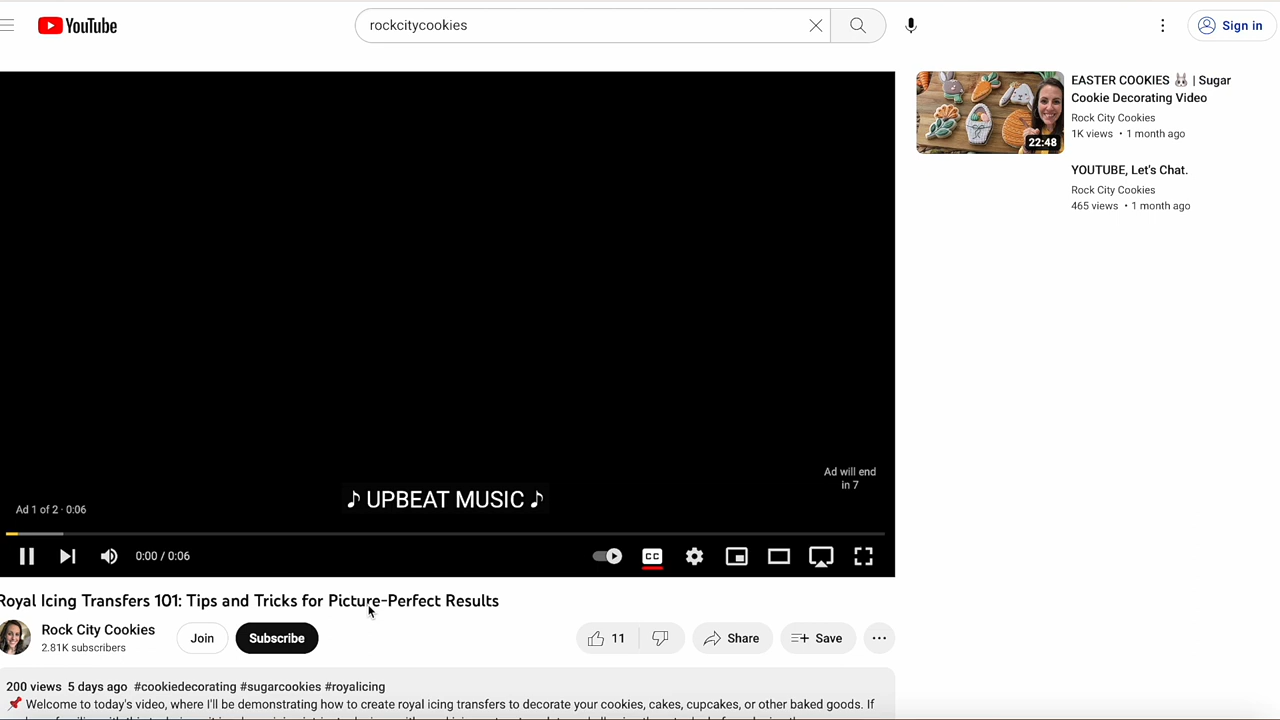 YouTube
rockcitycookies
Sign in
EASTER COOKIES 🐰 | Sugar
Cookie Decorating Video
Rock City Cookies
1K views • 1 month ago
22:48
YOUTUBE, Let's Chat.
Rock City Cookies
465 views • 1 month ago
Ad will end
in 7
♪ UPBEAT MUSIC ♪
Ad 1 of 2 · 0:06
0:00 / 0:06
CC
Royal Icing Transfers 101: Tips and Tricks for Picture-Perfect Results
Rock City Cookies
2.81K subscribers
Join
Subscribe
11
Share
Save
200 views 5 days ago #cookiedecorating #sugarcookies #royalicing
📌 Welcome to today's video, where I'll be demonstrating how to create royal icing transfers to decorate your cookies, cakes, cupcakes, or other baked goods. If